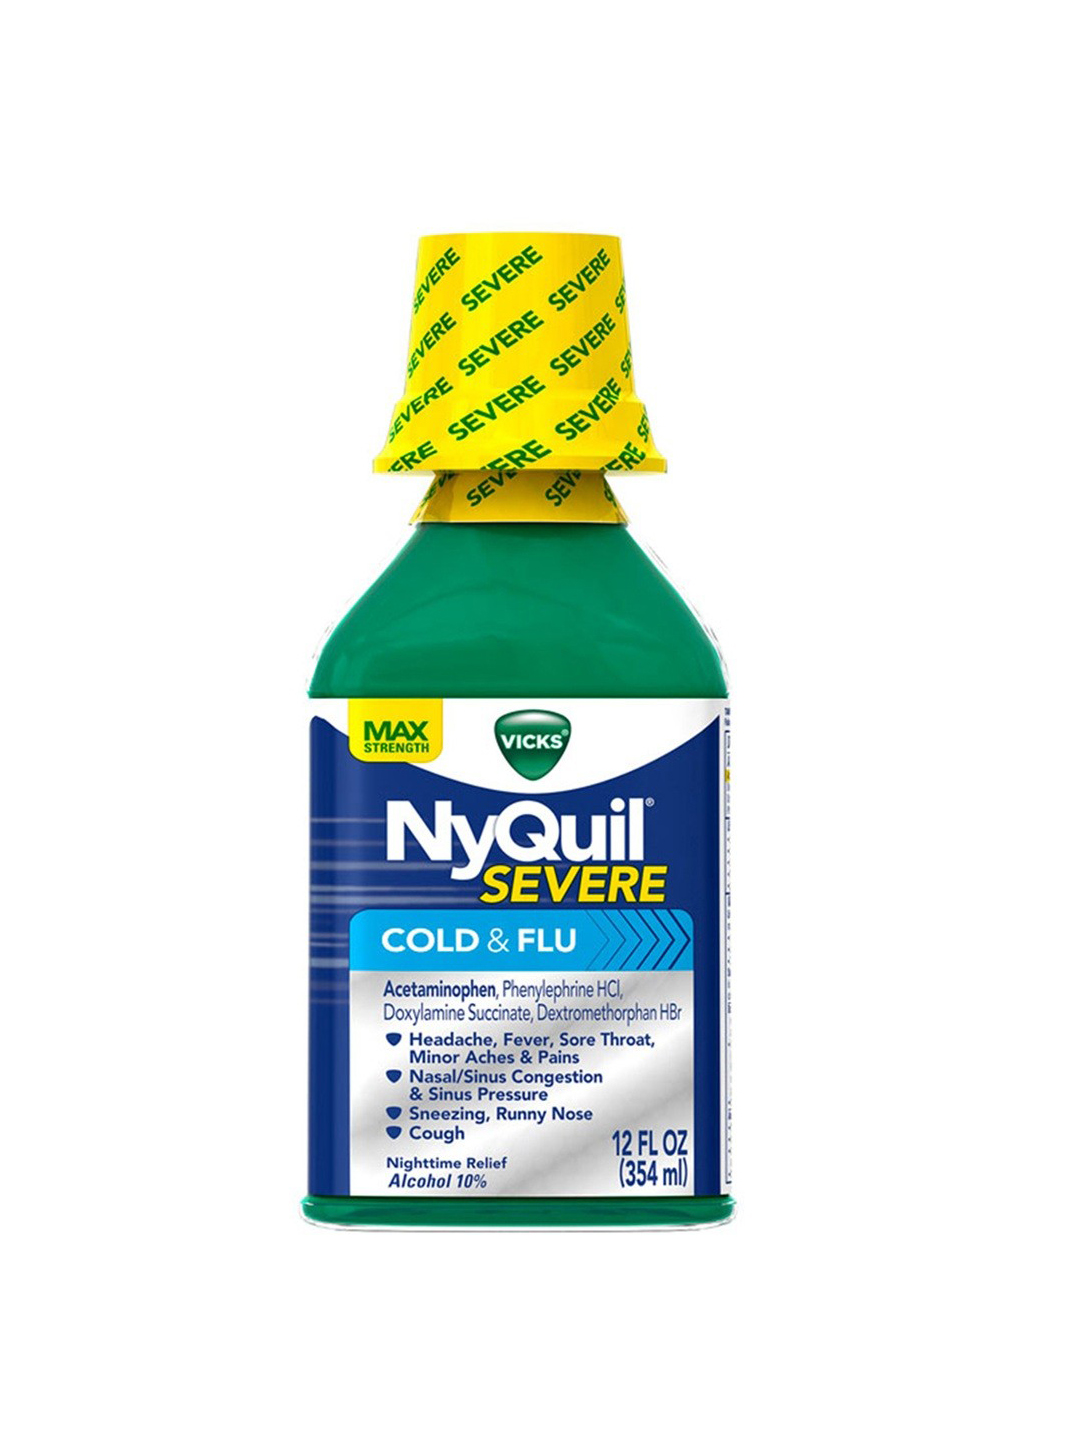 SEVERE SEVERE SEVERE
SEVERE SEVERE SEVERE
SEVERE SEVERE SEVERE
SEVERE
MAX
STRENGTH
VICKS®
NyQuil®
SEVERE
COLD & FLU
Acetaminophen, Phenylephrine HCl,
Doxylamine Succinate, Dextromethorphan HBr
Headache, Fever, Sore Throat,
Minor Aches & Pains
Nasal/Sinus Congestion
& Sinus Pressure
Sneezing, Runny Nose
Cough
Nighttime Relief
Alcohol 10%
12 FL OZ
(354 ml)